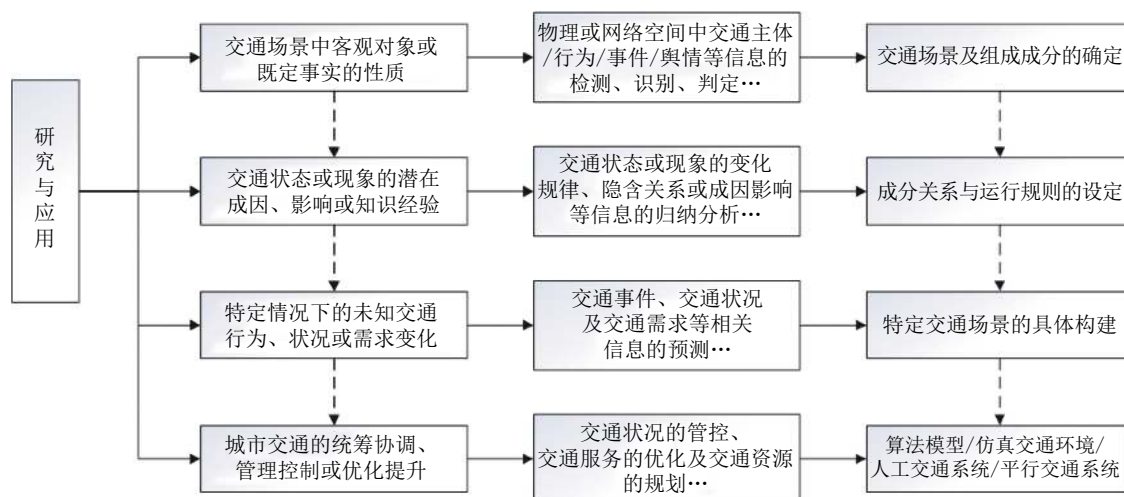 研究与应用
交通场景中客观对象或
既定事实的性质
物理或网络空间中交通主体
/行为/事件/舆情等信息的
检测、识别、判定…
交通场景及组成成分的确定
交通状态或现象的潜在
成因、影响或知识经验
交通状态或现象的变化
规律、隐含关系或成因影响
等信息的归纳分析…
成分关系与运行规则的设定
特定情况下的未知交通
行为、状况或需求变化
交通事件、交通状况
及交通需求等相关
信息的预测…
特定交通场景的具体构建
城市交通的统筹协调、
管理控制或优化提升
交通状况的管控、
交通服务的优化及交通资源
的规划…
算法模型/仿真交通环境/
人工交通系统/平行交通系统